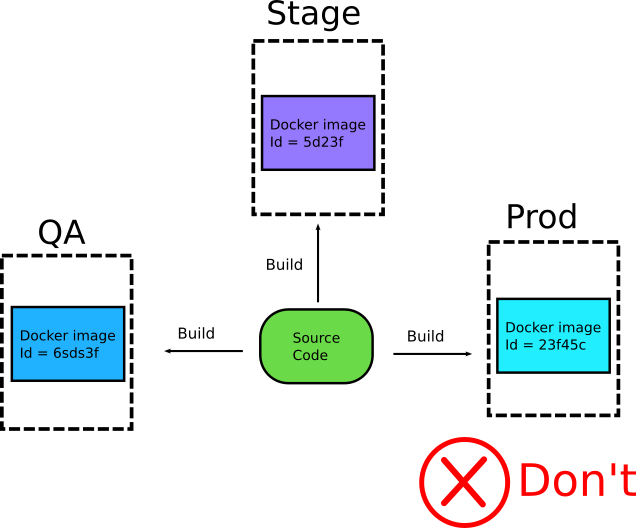 Stage
Docker image
Id = 5d23f
QA
Docker image
Id = 6sds3f
Build
Build
Source
Code
Build
Prod
Docker image
Id = 23f45c
Don't